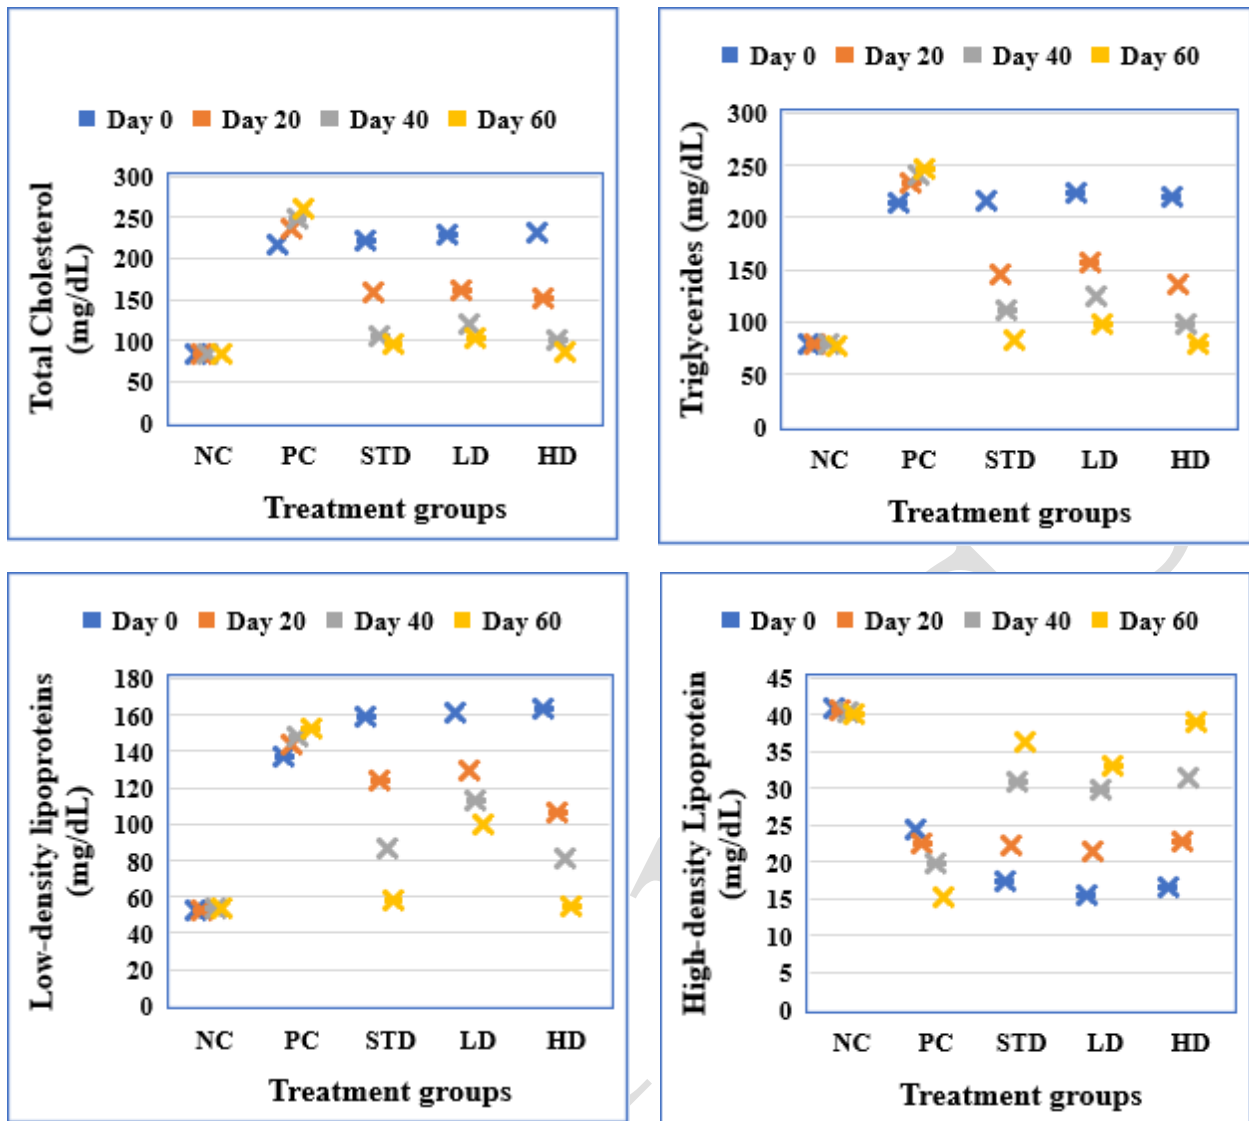 Day 0 Day 20 Day 40 Day 60
Total Cholesterol
(mg/dL)
300
250
200
150
100
50
0
NC PC STD LD HD
Treatment groups
Day 0 Day 20 Day 40 Day 60
Triglycerides (mg/dL)
300
250
200
150
100
50
0
NC PC STD LD HD
Treatment groups
Day 0 Day 20 Day 40 Day 60
Low-density lipoproteins
(mg/dL)
180
160
140
120
100
80
60
40
20
0
NC PC STD LD HD
Treatment groups
Day 0 Day 20 Day 40 Day 60
High-density Lipoprotein
(mg/dL)
45
40
35
30
25
20
15
10
5
0
NC PC STD LD HD
Treatment groups